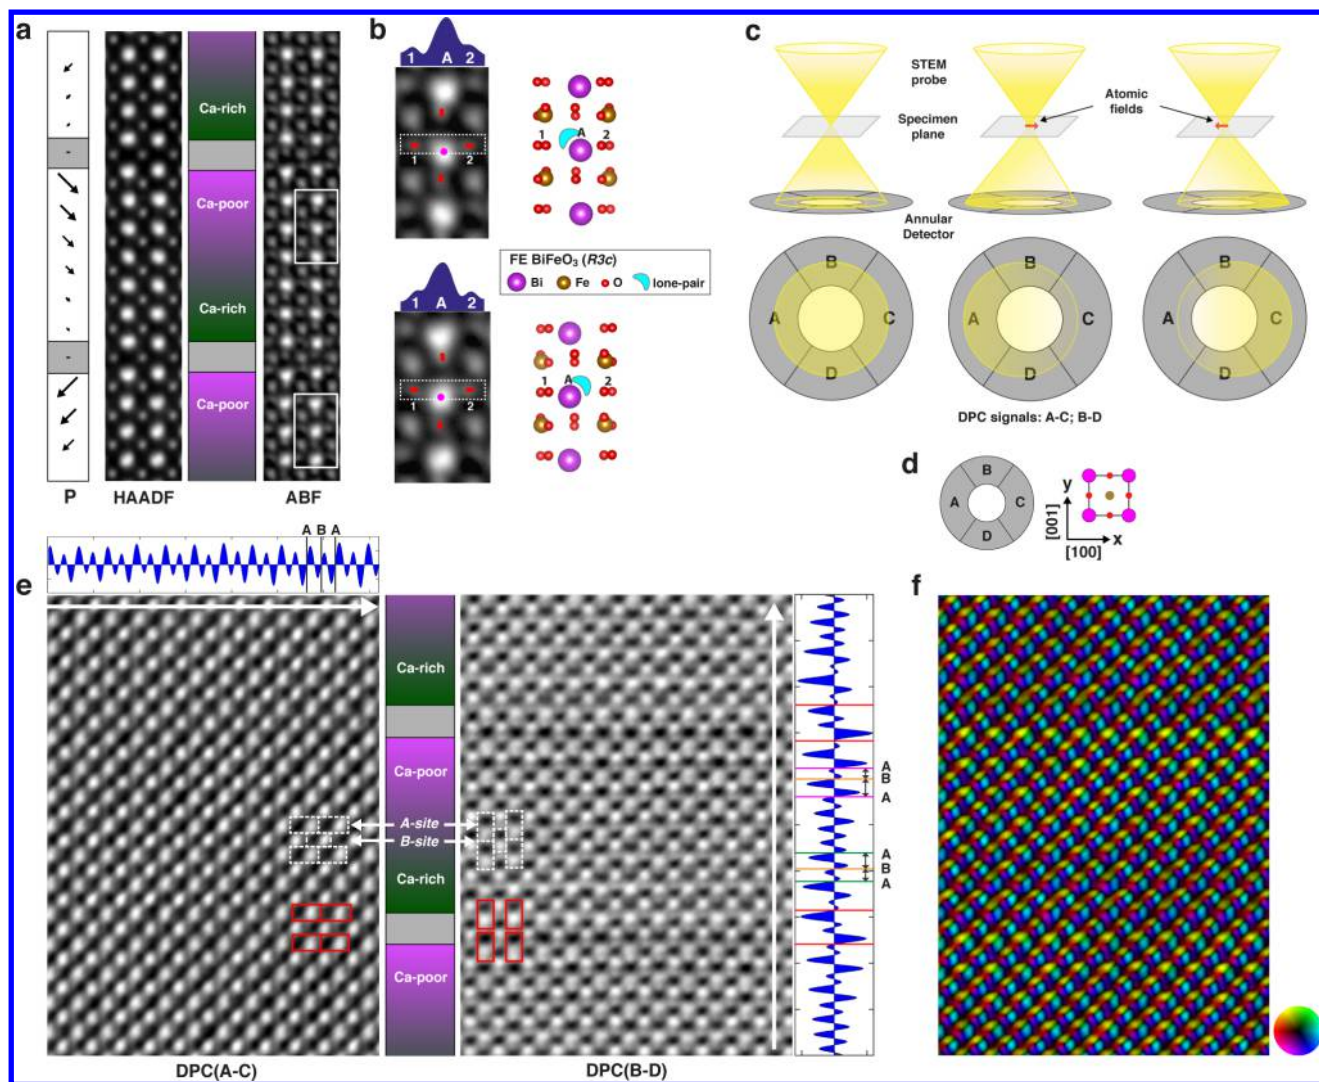 a
Ca-rich
Ca-poor
Ca-rich
Ca-poor
P
HAADF
ABF
b
1 A 2
1 2
1 A 2
FE BiFeO3 (R3c)
Bi Fe O lone-pair
1 A 2
1 2
1 A 2
c
STEM
probe
Atomic
fields
Specimen
plane
Annular
Detector
B
A C
D
B
A C
D
B
A C
D
DPC signals: A-C; B-D
d
B
A C
D
y
[001]
x
[100]
e
A B A
Ca-rich
Ca-poor
A-site
B-site
Ca-rich
Ca-poor
A
B
A
A
B
A
DPC(A-C)
DPC(B-D)
f